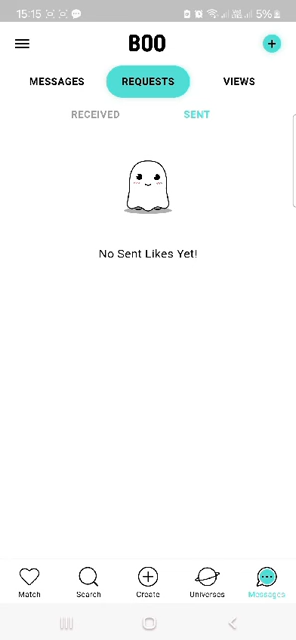 15:15 5%
BOO
MESSAGES REQUESTS VIEWS
RECEIVED SENT
No Sent Likes Yet!
Match Search Create Universes Messages